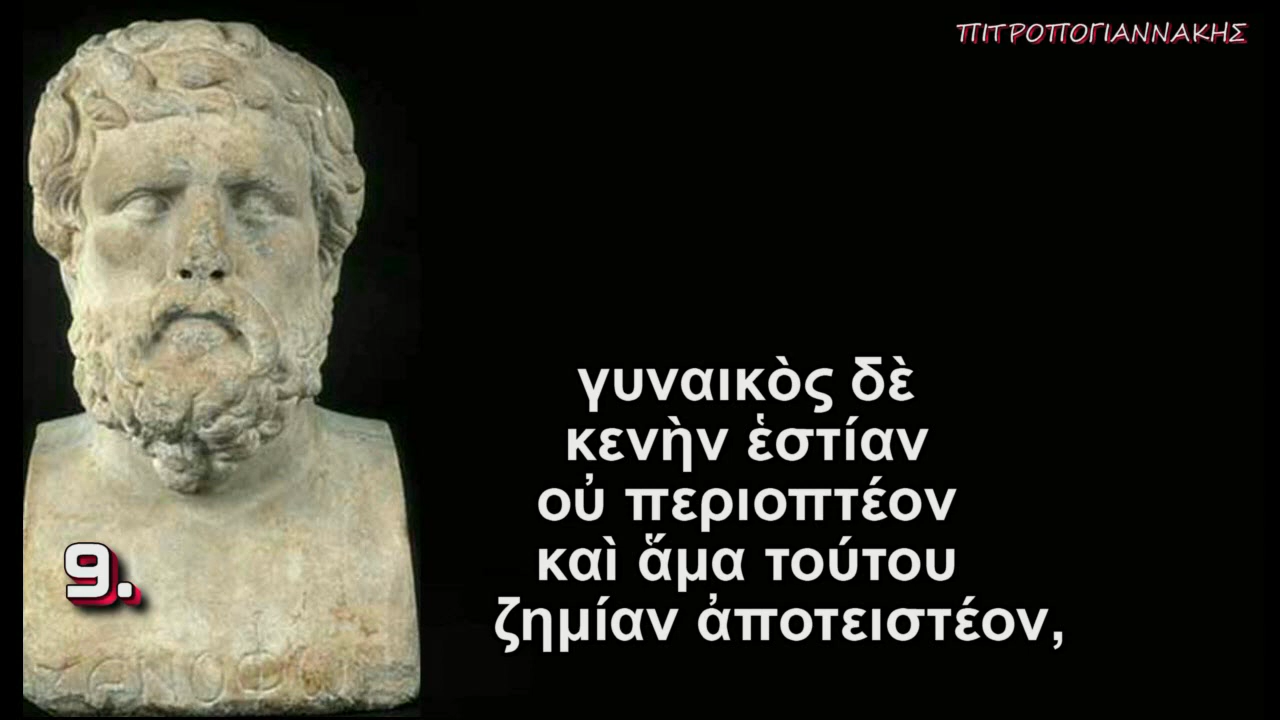 ΠΙΤΡΟΠΟΓΙΑΝΝΑΚΗΣ
γυναικὸς δὲ
κενὴν ἑστίαν
οὐ περιοπτέον
καὶ ἅμα τούτου
ζημίαν ἀποτειστέον,
9.